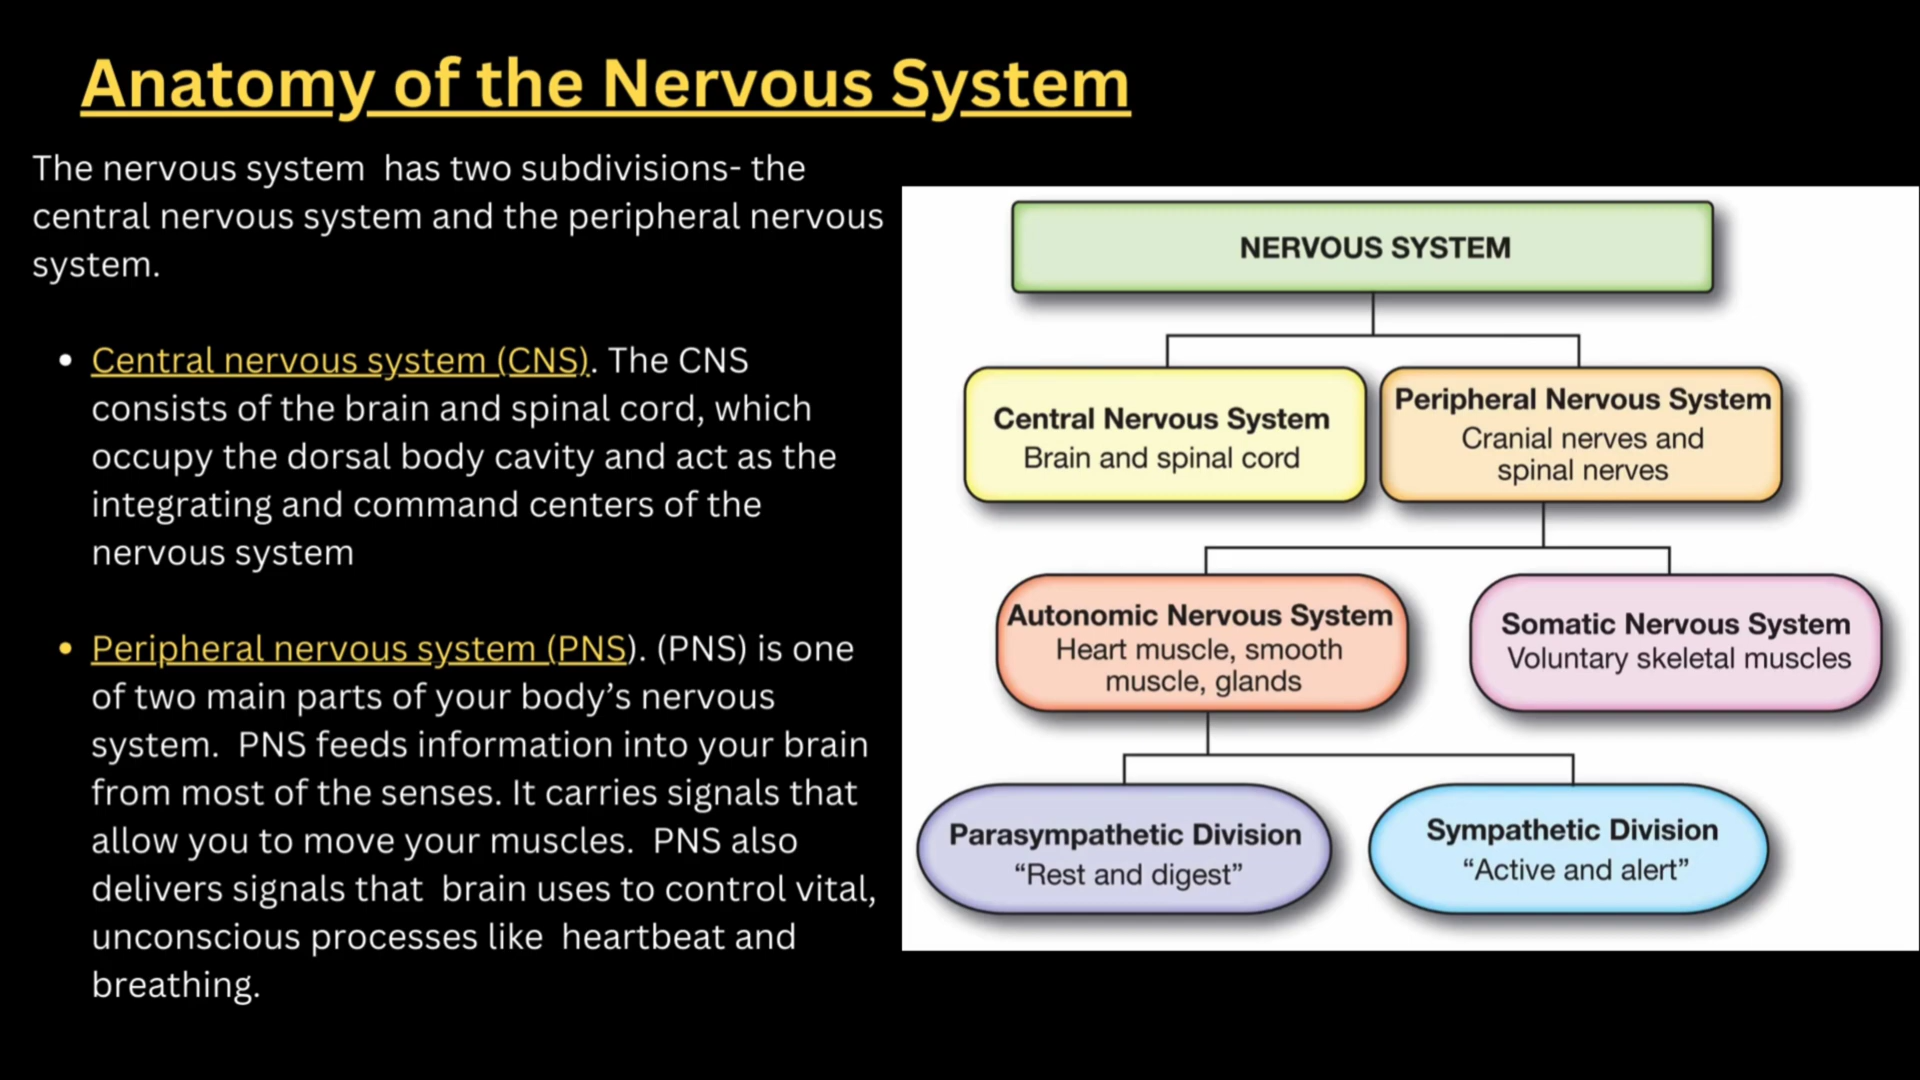 Anatomy of the Nervous System
The nervous system  has two subdivisions- the
central nervous system and the peripheral nervous
system.
• Central nervous system (CNS). The CNS
consists of the brain and spinal cord, which
occupy the dorsal body cavity and act as the
integrating and command centers of the
nervous system
• Peripheral nervous system (PNS). (PNS) is one
of two main parts of your body’s nervous
system.  PNS feeds information into your brain
from most of the senses. It carries signals that
allow you to move your muscles.  PNS also
delivers signals that  brain uses to control vital,
unconscious processes like  heartbeat and
breathing.
NERVOUS SYSTEM
Central Nervous System
Brain and spinal cord
Peripheral Nervous System
Cranial nerves and
spinal nerves
Autonomic Nervous System
Heart muscle, smooth
muscle, glands
Somatic Nervous System
Voluntary skeletal muscles
Parasympathetic Division
“Rest and digest”
Sympathetic Division
“Active and alert”